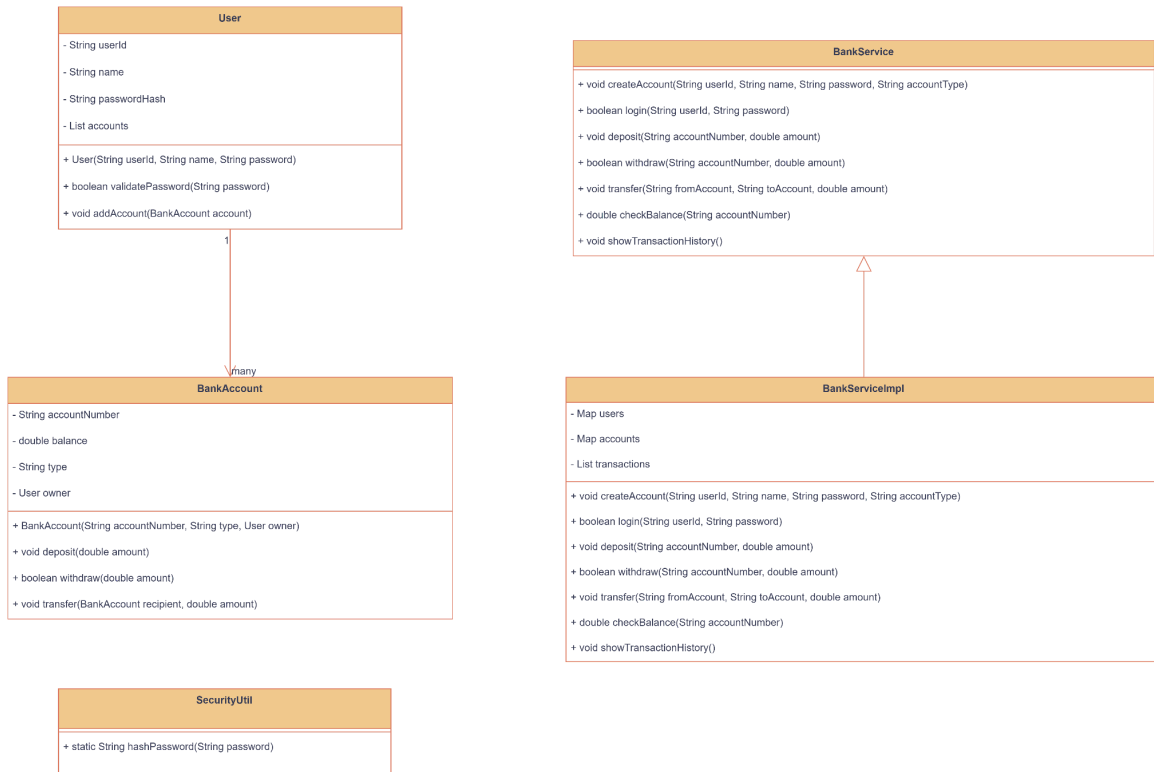 User
- String userId
- String name
- String passwordHash
- List accounts
+ User(String userId, String name, String password)
+ boolean validatePassword(String password)
+ void addAccount(BankAccount account)
1
many
BankAccount
- String accountNumber
- double balance
- String type
- User owner
+ BankAccount(String accountNumber, String type, User owner)
+ void deposit(double amount)
+ boolean withdraw(double amount)
+ void transfer(BankAccount recipient, double amount)
SecurityUtil
+ static String hashPassword(String password)
BankService
+ void createAccount(String userId, String name, String password, String accountType)
+ boolean login(String userId, String password)
+ void deposit(String accountNumber, double amount)
+ boolean withdraw(String accountNumber, double amount)
+ void transfer(String fromAccount, String toAccount, double amount)
+ double checkBalance(String accountNumber)
+ void showTransactionHistory()
BankServiceImpl
- Map users
- Map accounts
- List transactions
+ void createAccount(String userId, String name, String password, String accountType)
+ boolean login(String userId, String password)
+ void deposit(String accountNumber, double amount)
+ boolean withdraw(String accountNumber, double amount)
+ void transfer(String fromAccount, String toAccount, double amount)
+ double checkBalance(String accountNumber)
+ void showTransactionHistory()